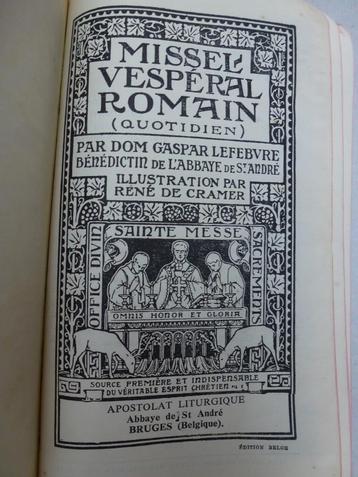 MISSEL
VESPÉRAL
ROMAIN
(QUOTIDIEN)
PAR DOM GASPAR LEFEBVRE
BÉNÉDICTIN DE L'ABBAYE DE ST ANDRÉ
ILLUSTRATION PAR
RENÉ DE CRAMER
OFFICE DIVIN
SAINTE MESSE
SACREMENTS
OMNIS HONOR ET GLORIA
SOURCE PREMIÈRE ET INDISPENSABLE
DU VÉRITABLE ESPRIT CHRÉTIEN
APOSTOLAT LITURGIQUE
Abbaye de St André
BRUGES (Belgique).
ÉDITION BELGE